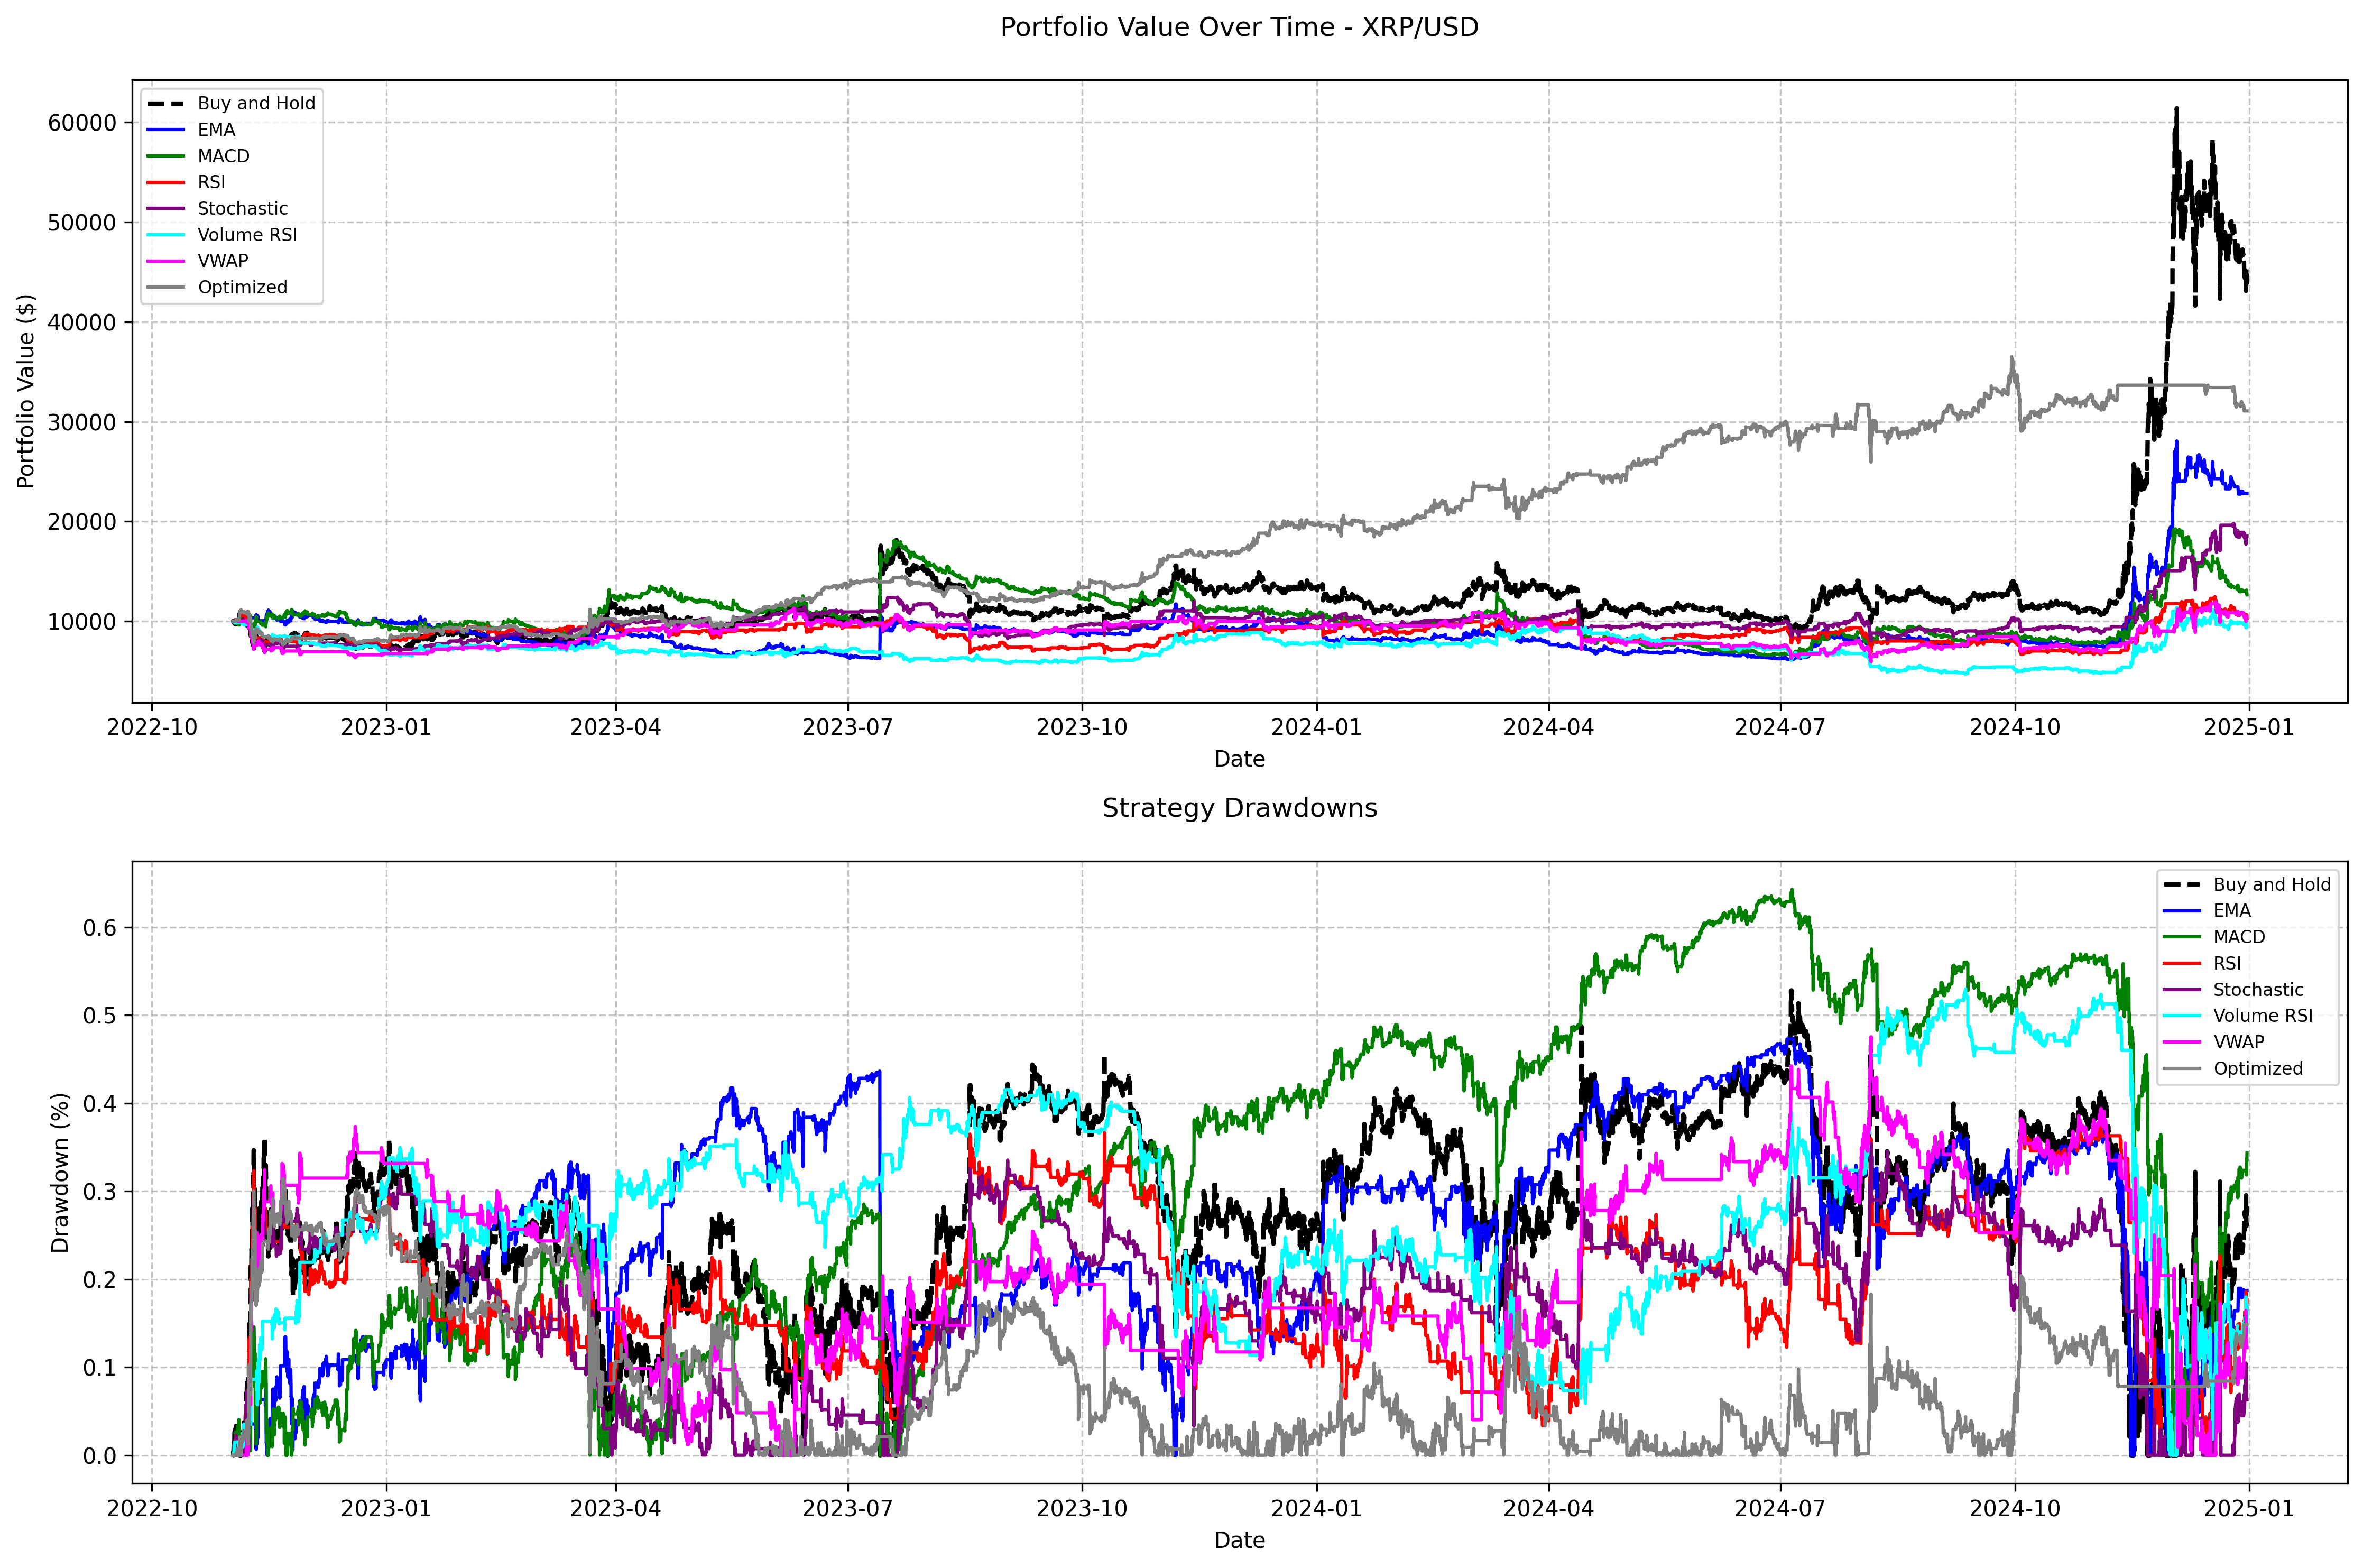 Portfolio Value Over Time - XRP/USD
Portfolio Value ($)
60000
50000
40000
30000
20000
10000
Buy and Hold
EMA
MACD
RSI
Stochastic
Volume RSI
VWAP
Optimized
2022-10 2023-01 2023-04 2023-07 2023-10 2024-01 2024-04 2024-07 2024-10 2025-01
Date
Strategy Drawdowns
Drawdown (%)
0.6
0.5
0.4
0.3
0.2
0.1
0.0
Buy and Hold
EMA
MACD
RSI
Stochastic
Volume RSI
VWAP
Optimized
2022-10 2023-01 2023-04 2023-07 2023-10 2024-01 2024-04 2024-07 2024-10 2025-01
Date